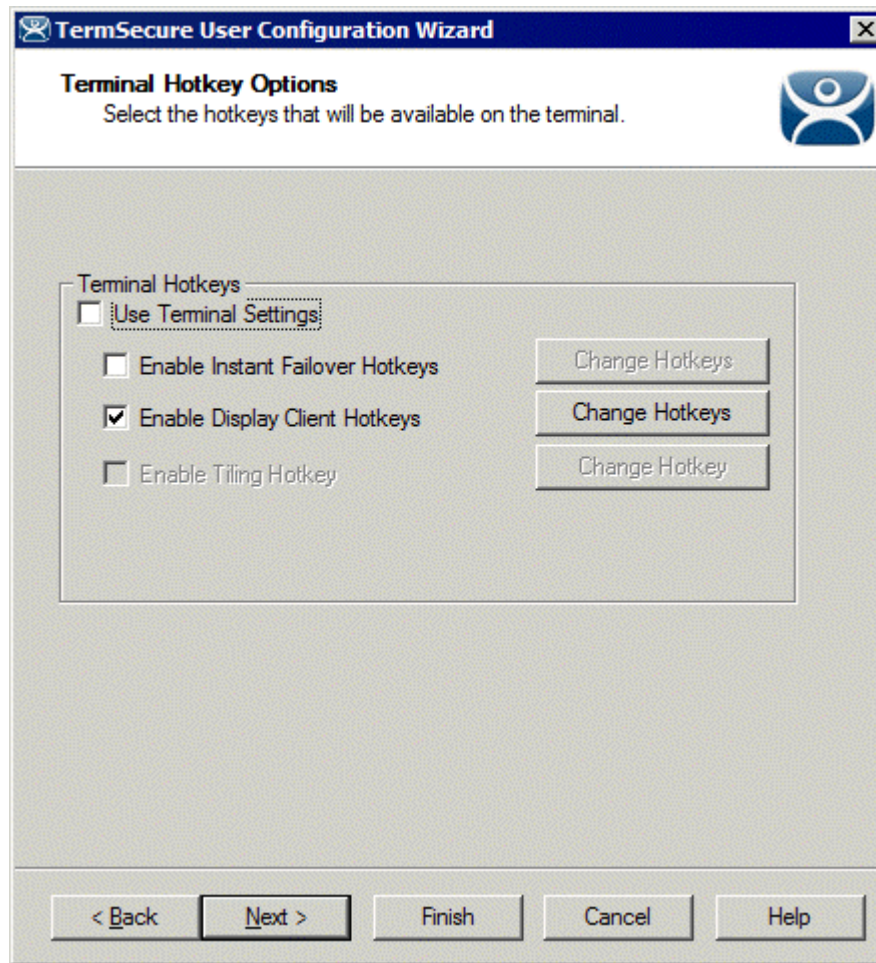 TermSecure User Configuration Wizard
Terminal Hotkey Options
Select the hotkeys that will be available on the terminal.
Terminal Hotkeys
Use Terminal Settings
Enable Instant Failover Hotkeys
Change Hotkeys
Enable Display Client Hotkeys
Change Hotkeys
Enable Tiling Hotkey
Change Hotkey
< Back
Next >
Finish
Cancel
Help